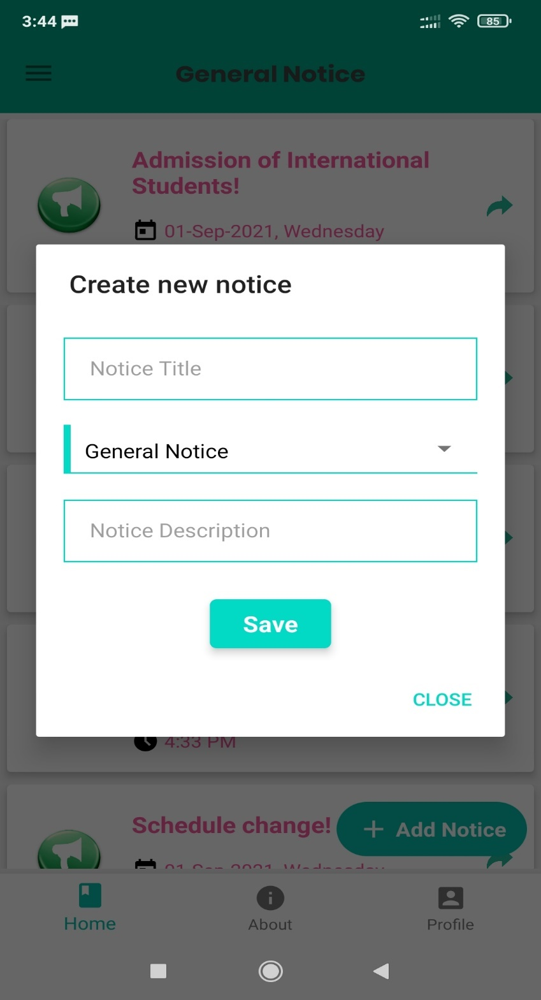 3:44
85
General Notice
Admission of International
Students!
01-Sep-2021, Wednesday
Create new notice
Notice Title
General Notice
Notice Description
Save
CLOSE
4:33 PM
Schedule change!
+ Add Notice
01-Sep-2021, Wednesday
Home
About
Profile